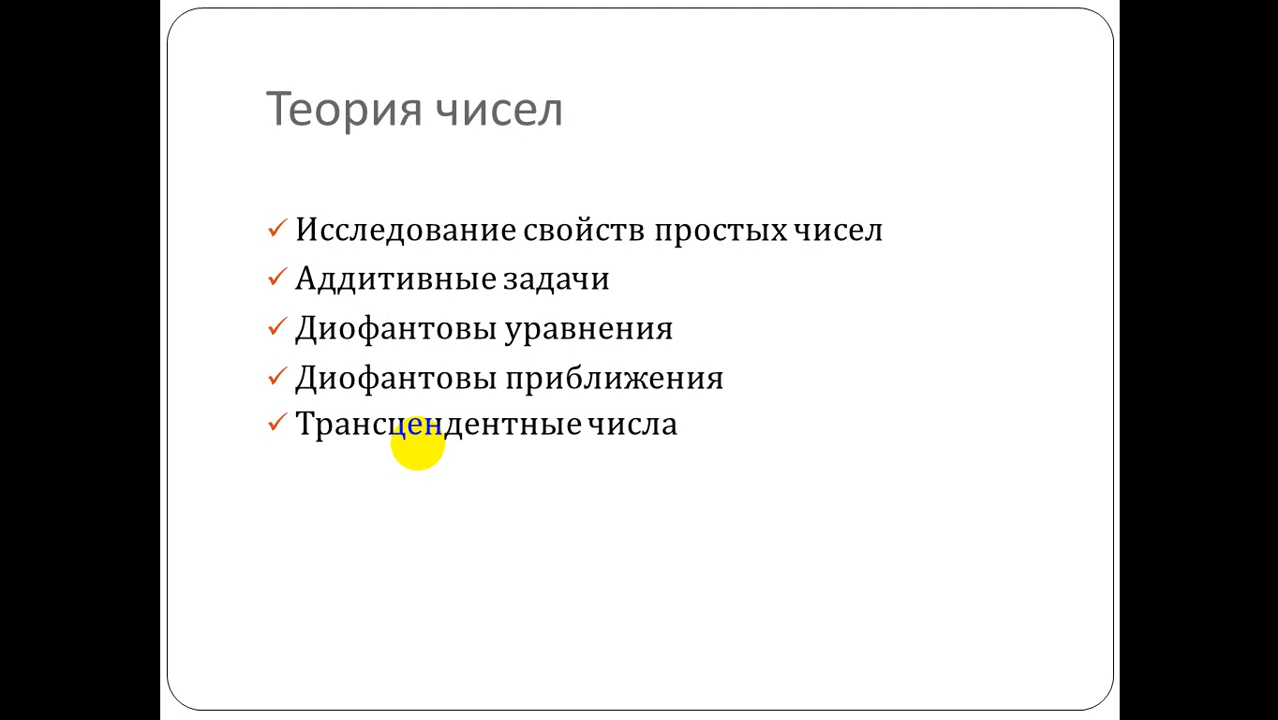 Теория чисел
Исследование свойств простых чисел
Аддитивные задачи
Диофантовы уравнения
Диофантовы приближения
Трансцендентные числа